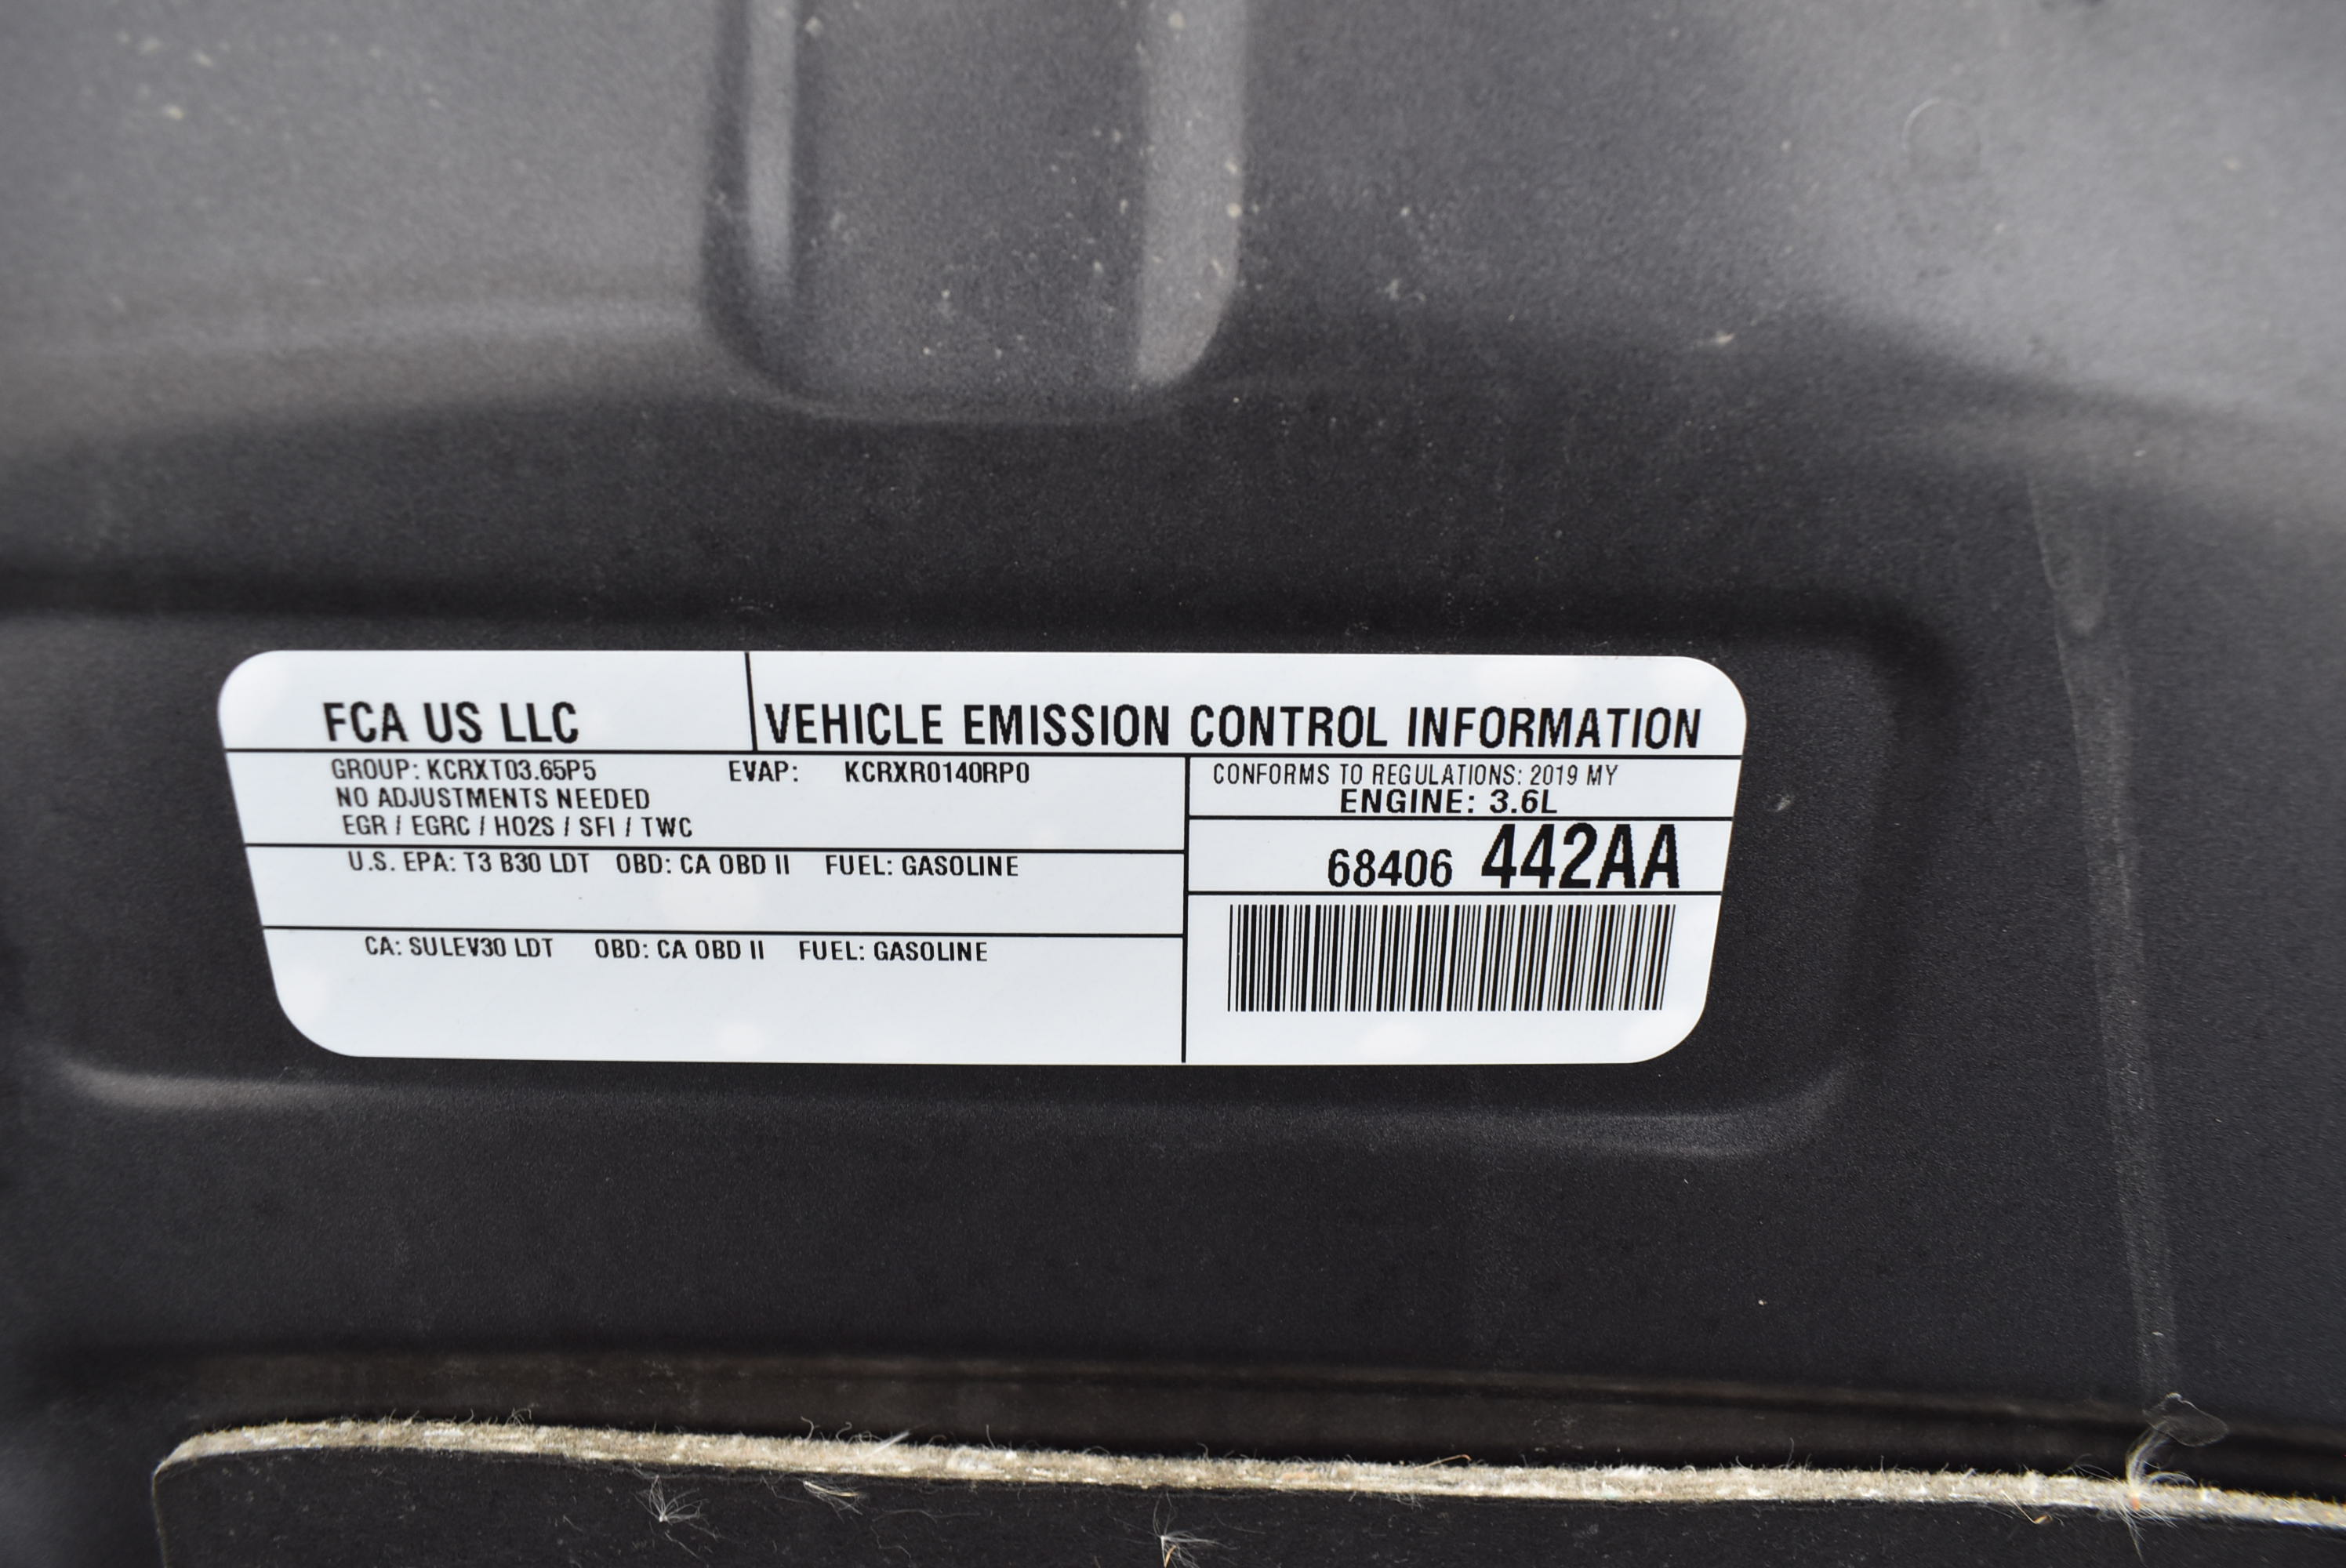 FCA US LLC
VEHICLE EMISSION CONTROL INFORMATION
GROUP: KCRXT03.65P5 EVAP: KCRXR0140RP0
NO ADJUSTMENTS NEEDED
EGR / EGRC / HO2S / SFI / TWC
U.S. EPA: T3 B30 LDT OBD: CA OBD II FUEL: GASOLINE
CA: SULEV30 LDT OBD: CA OBD II FUEL: GASOLINE
CONFORMS TO REGULATIONS: 2019 MY
ENGINE: 3.6L
68406 442AA